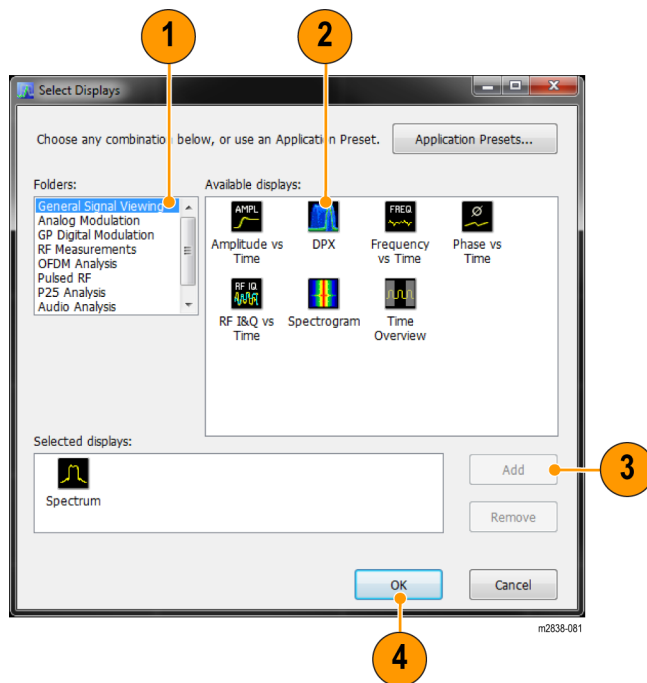 1
2
Select Displays
Choose any combination below, or use an Application Preset.
Application Presets...
Folders:
General Signal Viewing
Analog Modulation
GP Digital Modulation
RF Measurements
OFDM Analysis
Pulsed RF
P25 Analysis
Audio Analysis
Available displays:
AMPL
Amplitude vs
Time
DPX
FREQ
Frequency
vs Time
Ø
Phase vs
Time
RF IQ
RF I&Q vs
Time
Spectrogram
Time
Overview
Selected displays:
Spectrum
Add
3
Remove
OK
Cancel
4
m2838-081